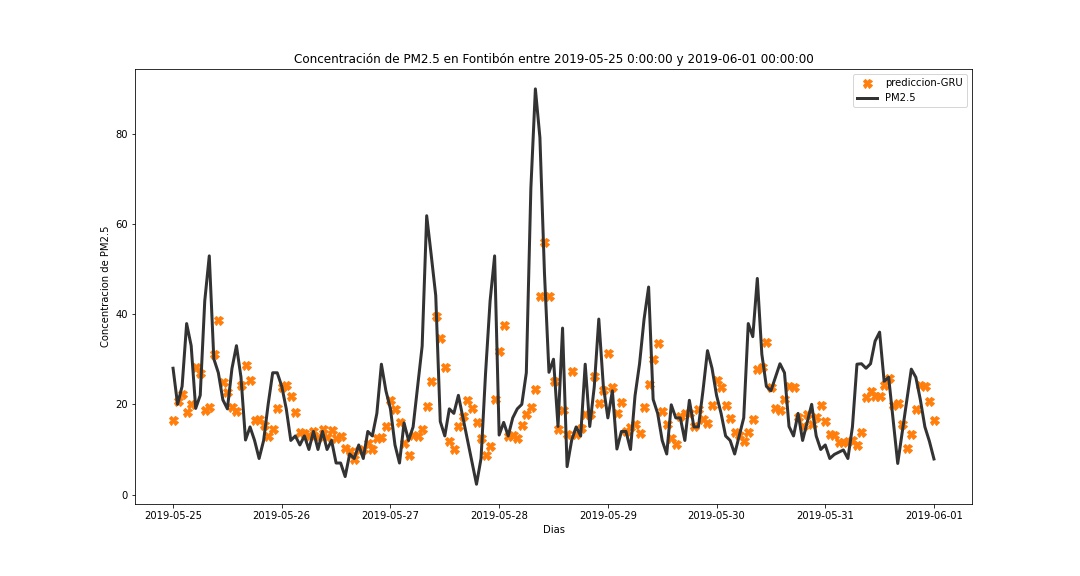 Concentración de PM2.5 en Fontibón entre 2019-05-25 0:00:00 y 2019-06-01 00:00:00
prediccion-GRU
PM2.5
Concentracion de PM2.5
80
60
40
20
0
2019-05-25 2019-05-26 2019-05-27 2019-05-28 2019-05-29 2019-05-30 2019-05-31 2019-06-01
Dias